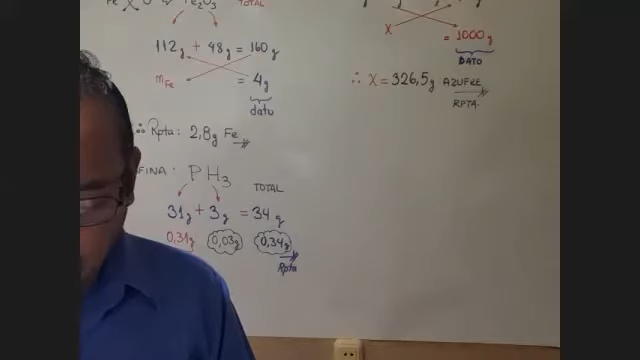 Fe₂O₃ TOTAL
112g + 48g = 160g
mFe = 4g
dato
∴ Rpta: 2,8g Fe
FINA: PH₃
TOTAL
31g + 3g = 34g
0,31g 0,03g 0,34g
Rpta
X = 1000g
DATO
∴ X = 326,5g AZUFRE
RPTA.